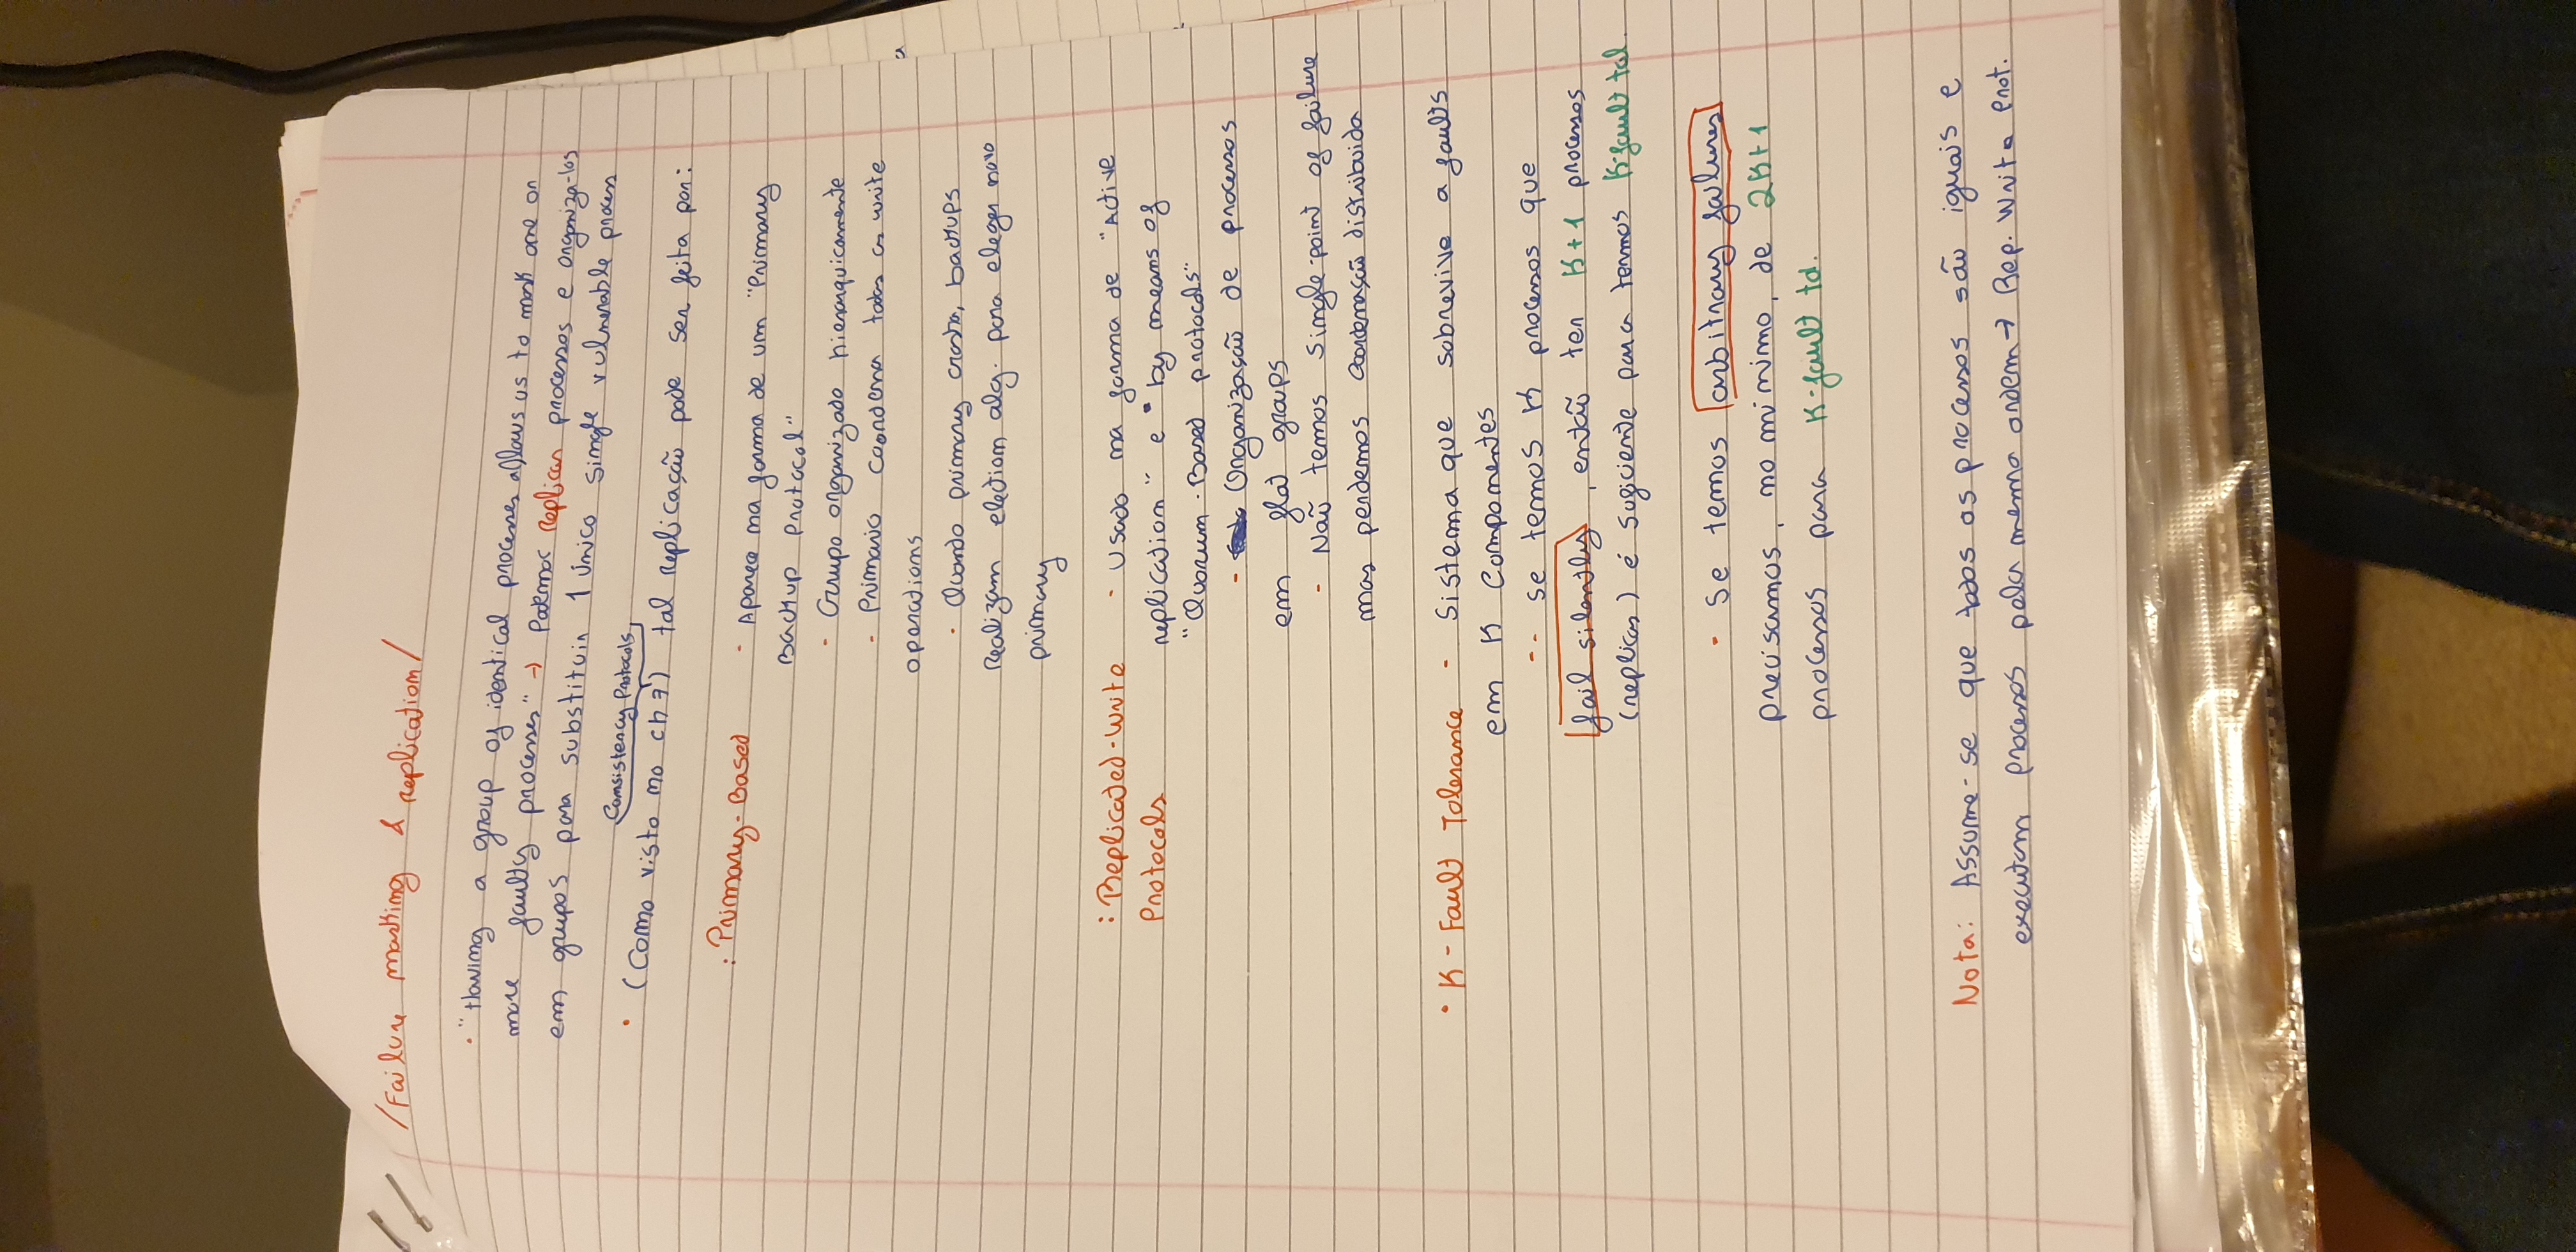 /Failure masking & replication/
· "Having a group of identical processes allows us to mask one or
more faulty processes" → Podemos replicar processos e organiza-los
em grupos para substituir 1 único single vulnerable process
Consistency Protocols
· (Como visto no ch7) tal replicação pode ser feita por:
: Primary-Based - Aparece na forma de um "Primary
Backup Protocol"
- Grupo organizado hierarquicamente
- Primario coordena todas as write
operations
· Quando primary crasha, backups
realizam election alg. para eleger novo
primary
: Replicated-Write - Usado na forma de "Active
Protocols replication" e "by means of
"Quorum-Based protocols"
- Organização de processos
em flat groups
- Não temos single-point of failure
mas perdemos coordenação distribuida
· K-Fault Tolerance - Sistema que sobrevive a faults
em K componentes
-- se temos K processos que
fail silently, então ter K+1 processos
(replicas) é suficiente para termos K-fault tol.
· Se temos arbitrary failures
precisamos, no minimo, de 2K+1
processos para K-fault tol.
Nota: Assume-se que todos os processos são iguais e
executam processos pela mesma ordem → Rep. Write Prot.